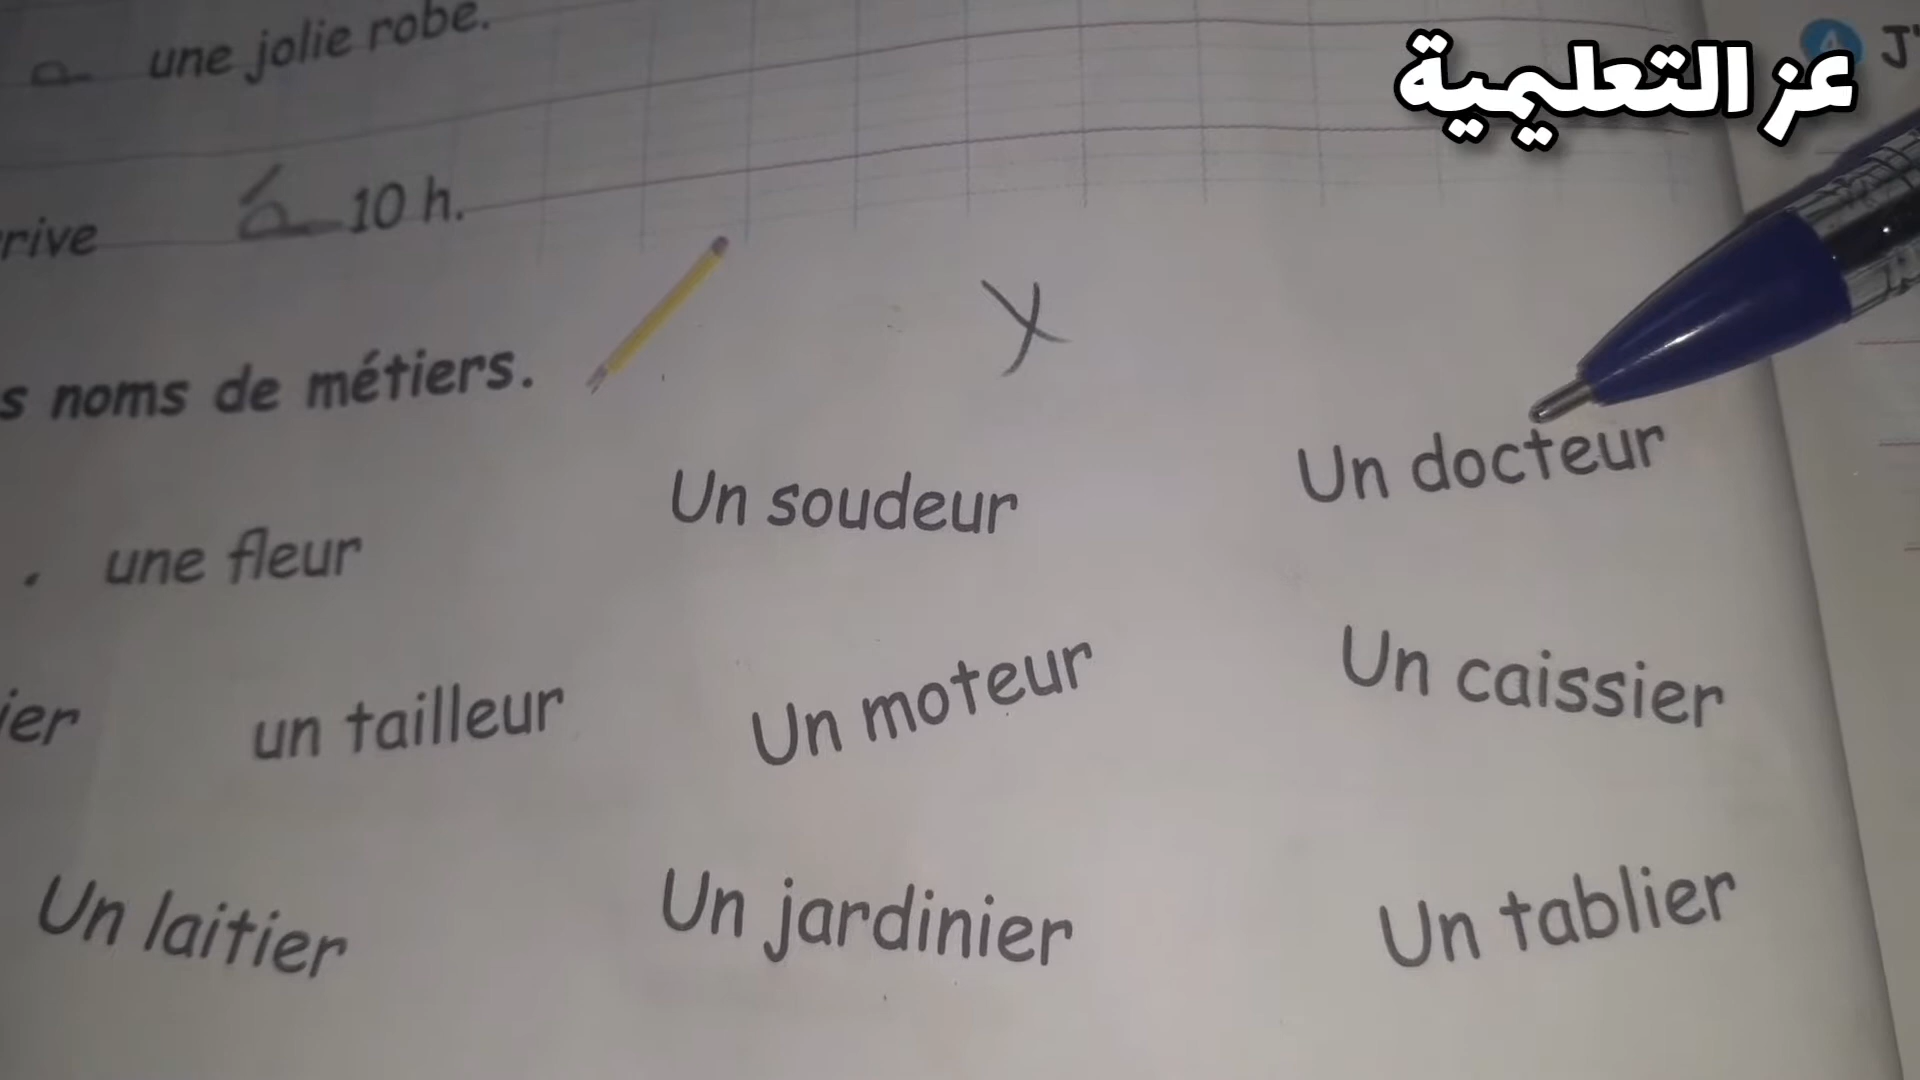 a une jolie robe.
عز التعليمية
J'
rive à 10 h.
s noms de métiers.
une fleur
Un soudeur
Un docteur
ier
un tailleur
Un moteur
Un caissier
Un laitier
Un jardinier
Un tablier